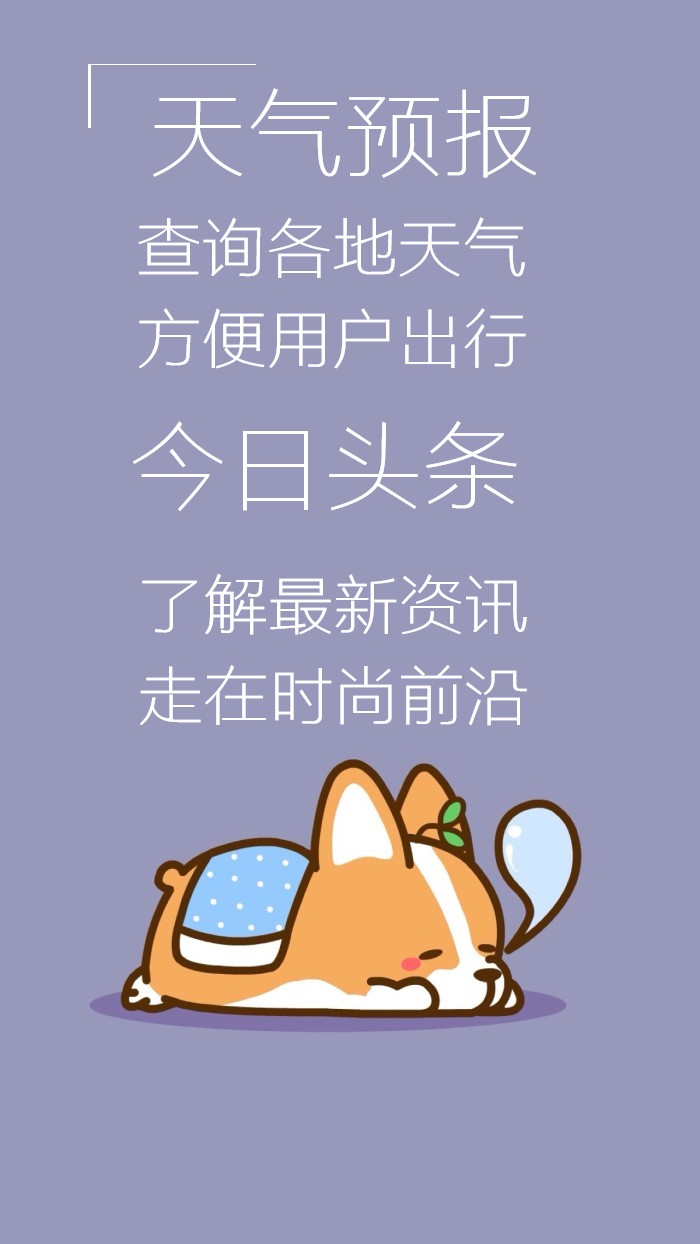 天气预报
查询各地天气
方便用户出行
今日头条
了解最新资讯
走在时尚前沿